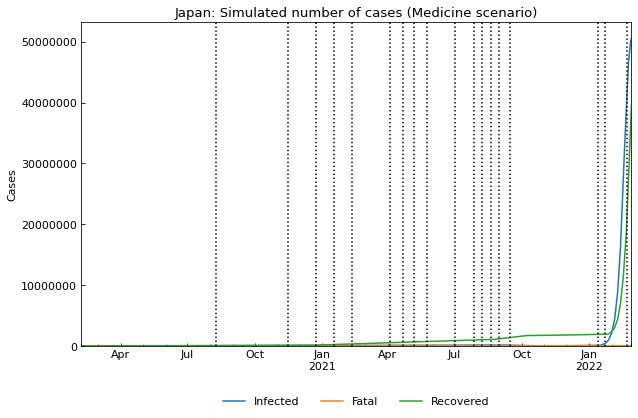 Japan: Simulated number of cases (Medicine scenario)
50000000
40000000
30000000
20000000
10000000
0
Cases
Apr Jul Oct Jan Apr Jul Oct Jan
2021 2022
Infected Fatal Recovered